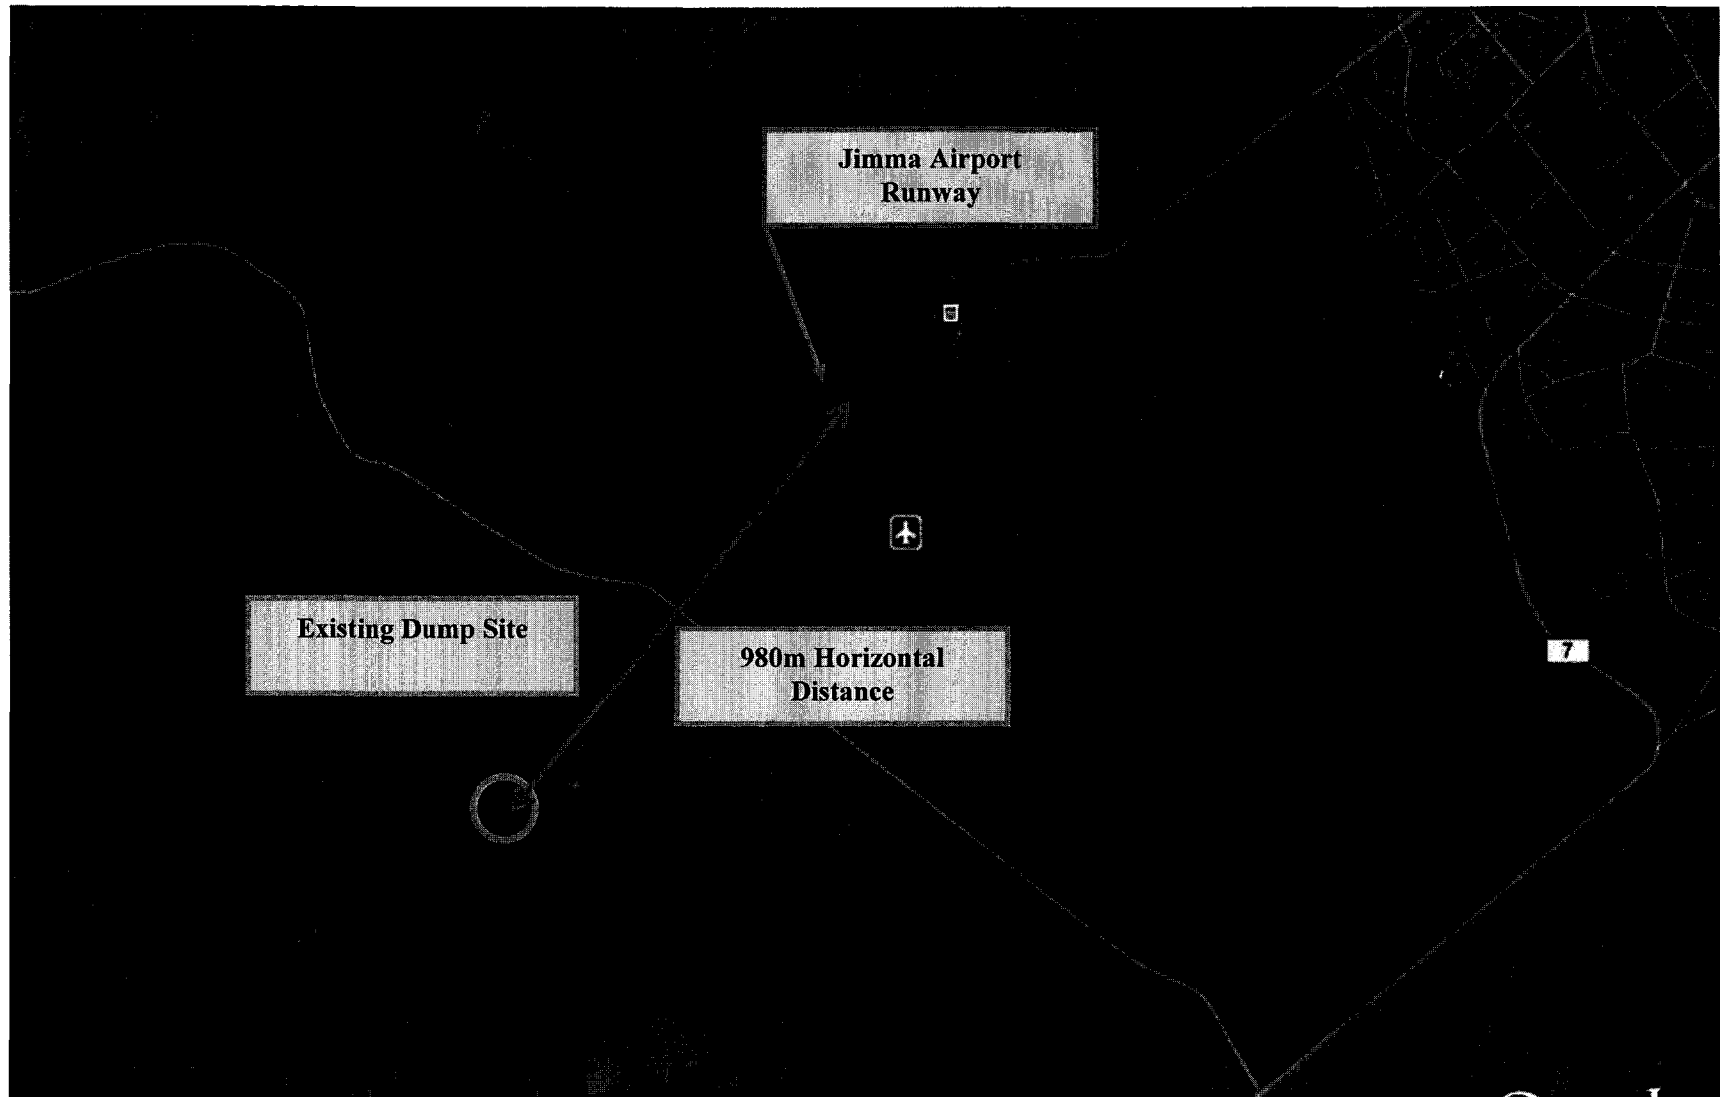 Jimma Airport
Runway
Existing Dump Site
980m Horizontal
Distance
7